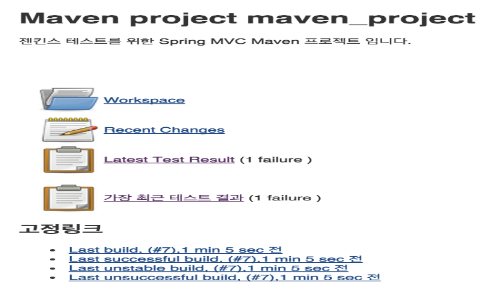 Maven project maven_project
젠킨스 테스트를 위한 Spring MVC Maven 프로젝트 입니다.
Workspace
Recent Changes
Latest Test Result (1 failure )
가장 최근 테스트 결과 (1 failure )
고정링크
Last build, (#7),1 min 5 sec 전
Last successful build, (#7),1 min 5 sec 전
Last unstable build, (#7),1 min 5 sec 전
Last unsuccessful build, (#7),1 min 5 sec 전